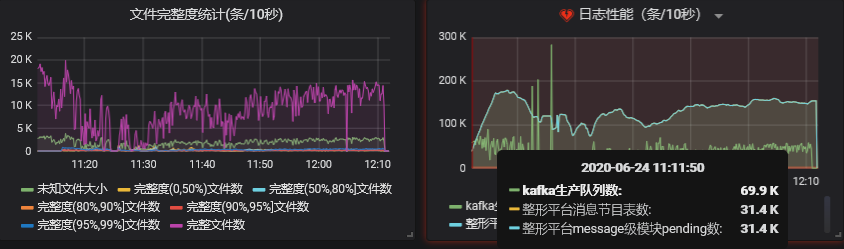 文件完整度统计(条/10秒)
25 K
20 K
15 K
10 K
5 K
0
11:20
11:30
11:40
11:50
12:00
12:10
未知文件大小
完整度(0,50%)文件数
完整度(50%,80%]文件数
完整度(80%,90%]文件数
完整度(90%,95%]文件数
完整度(95%,99%)文件数
完整文件数
日志性能（条/10秒）
300 K
200 K
100 K
0
12:10
kafka
整形平
2020-06-24 11:11:50
kafka生产队列数: 69.9 K
整形平台消息节目表数: 31.4 K
整形平台message级模块pending数: 31.4 K